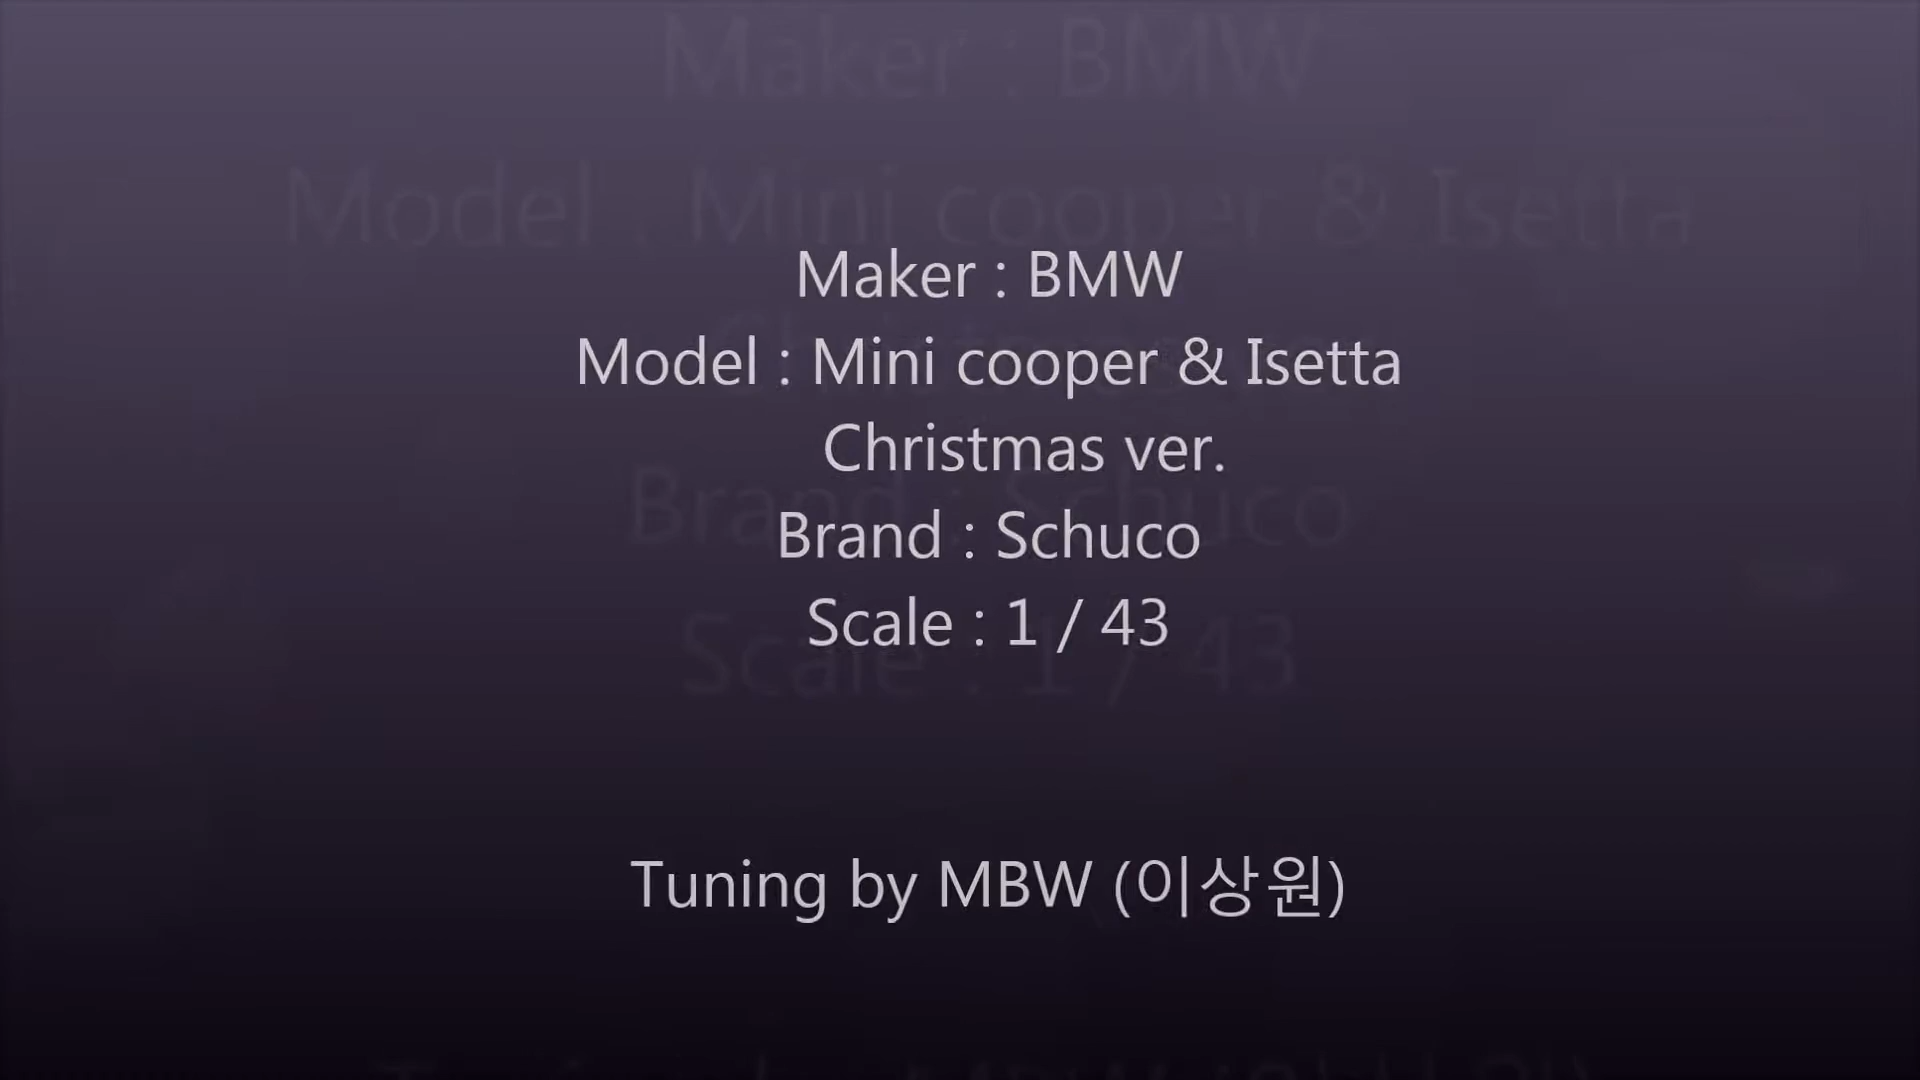 Maker : BMW
Model : Mini cooper & Isetta
Christmas ver.
Brand : Schuco
Scale : 1 / 43
Tuning by MBW (이상원)